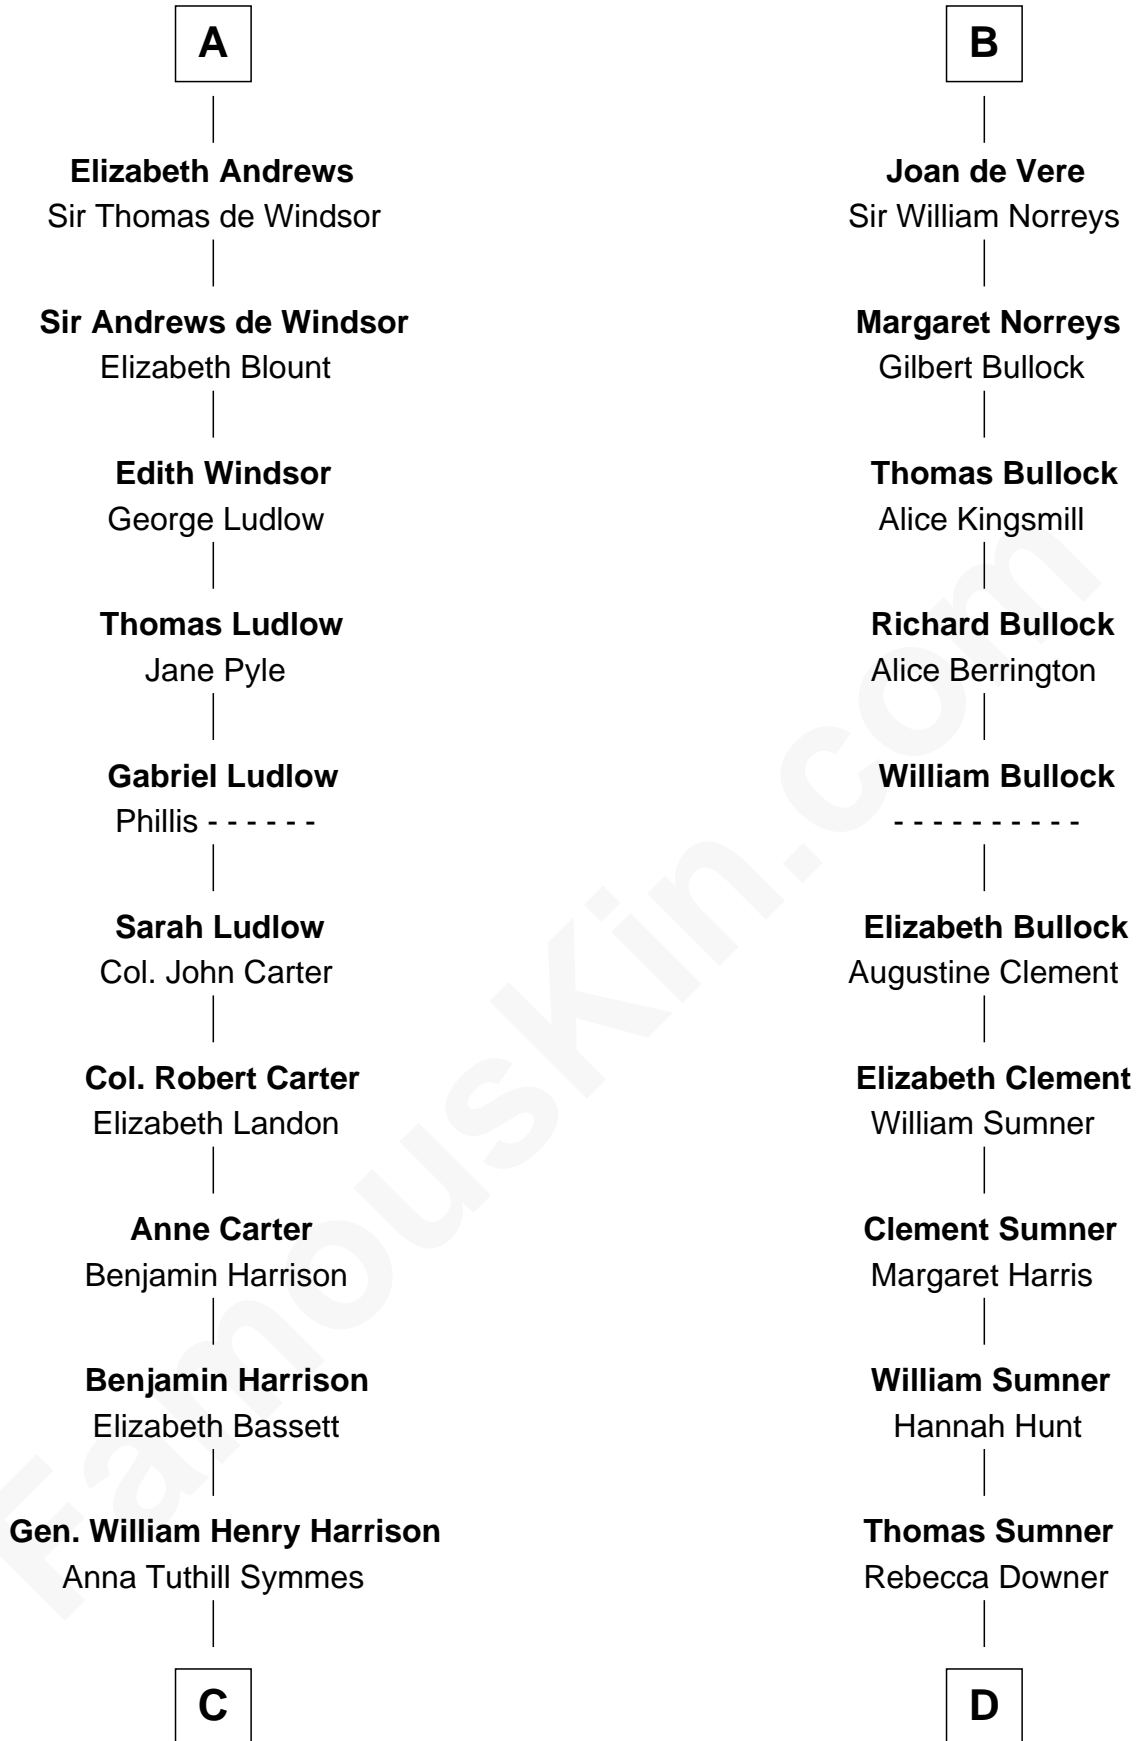 A
Elizabeth Andrews
Sir Thomas de Windsor
Sir Andrews de Windsor
Elizabeth Blount
Edith Windsor
George Ludlow
Thomas Ludlow
Jane Pyle
Gabriel Ludlow
Phillis - - - - - -
Sarah Ludlow
Col. John Carter
Col. Robert Carter
Elizabeth Landon
Anne Carter
Benjamin Harrison
Benjamin Harrison
Elizabeth Bassett
Gen. William Henry Harrison
Anna Tuthill Symmes
C
B
Joan de Vere
Sir William Norreys
Margaret Norreys
Gilbert Bullock
Thomas Bullock
Alice Kingsmill
Richard Bullock
Alice Berrington
William Bullock
- - - - - - - - - -
Elizabeth Bullock
Augustine Clement
Elizabeth Clement
William Sumner
Clement Sumner
Margaret Harris
William Sumner
Hannah Hunt
Thomas Sumner
Rebecca Downer
D
FamousKin.com